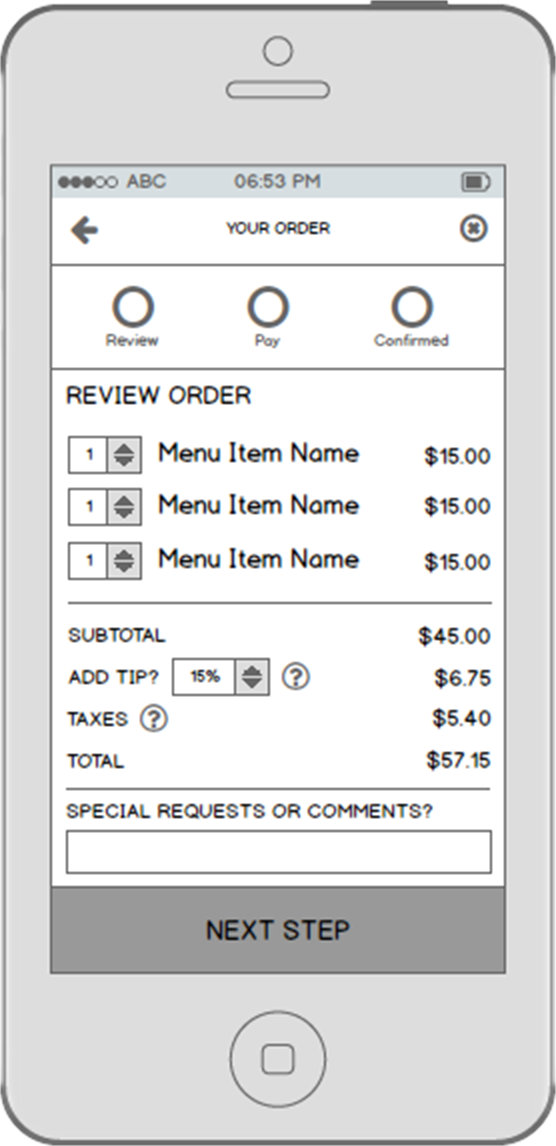 ABC 06:53 PM
YOUR ORDER
Review Pay Confirmed
REVIEW ORDER
1 Menu Item Name $15.00
1 Menu Item Name $15.00
1 Menu Item Name $15.00
SUBTOTAL $45.00
ADD TIP? 15% ? $6.75
TAXES ? $5.40
TOTAL $57.15
SPECIAL REQUESTS OR COMMENTS?
NEXT STEP